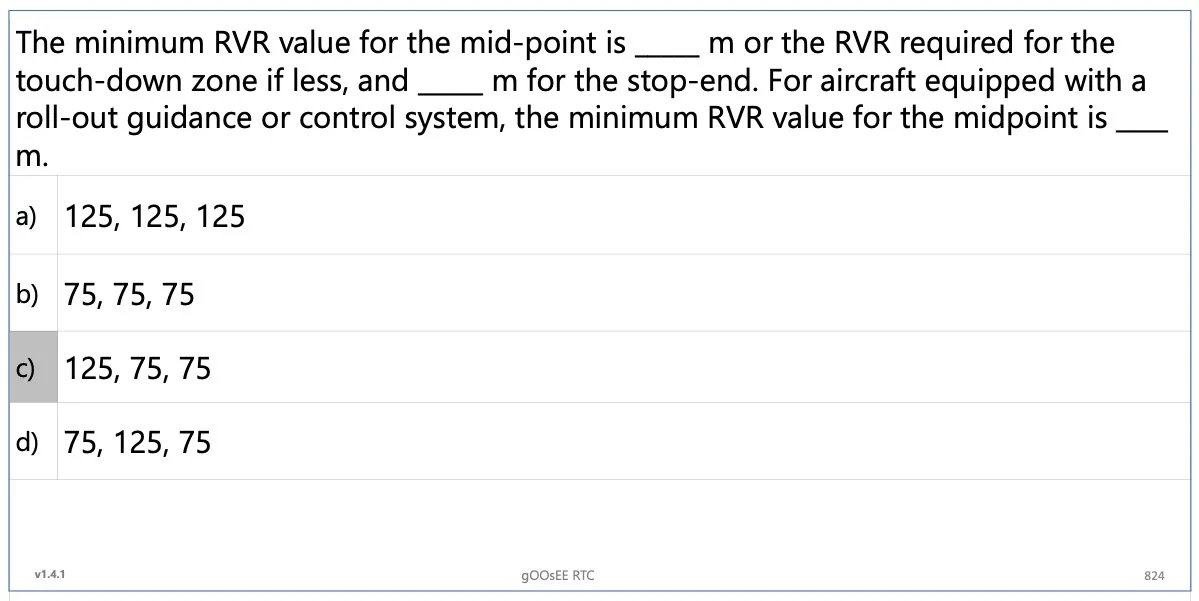 The minimum RVR value for the mid-point is _____ m or the RVR required for the
touch-down zone if less, and _____ m for the stop-end. For aircraft equipped with a
roll-out guidance or control system, the minimum RVR value for the midpoint is ____
m.
a) 125, 125, 125
b) 75, 75, 75
c) 125, 75, 75
d) 75, 125, 75
v1.4.1 gOOsEE RTC 824